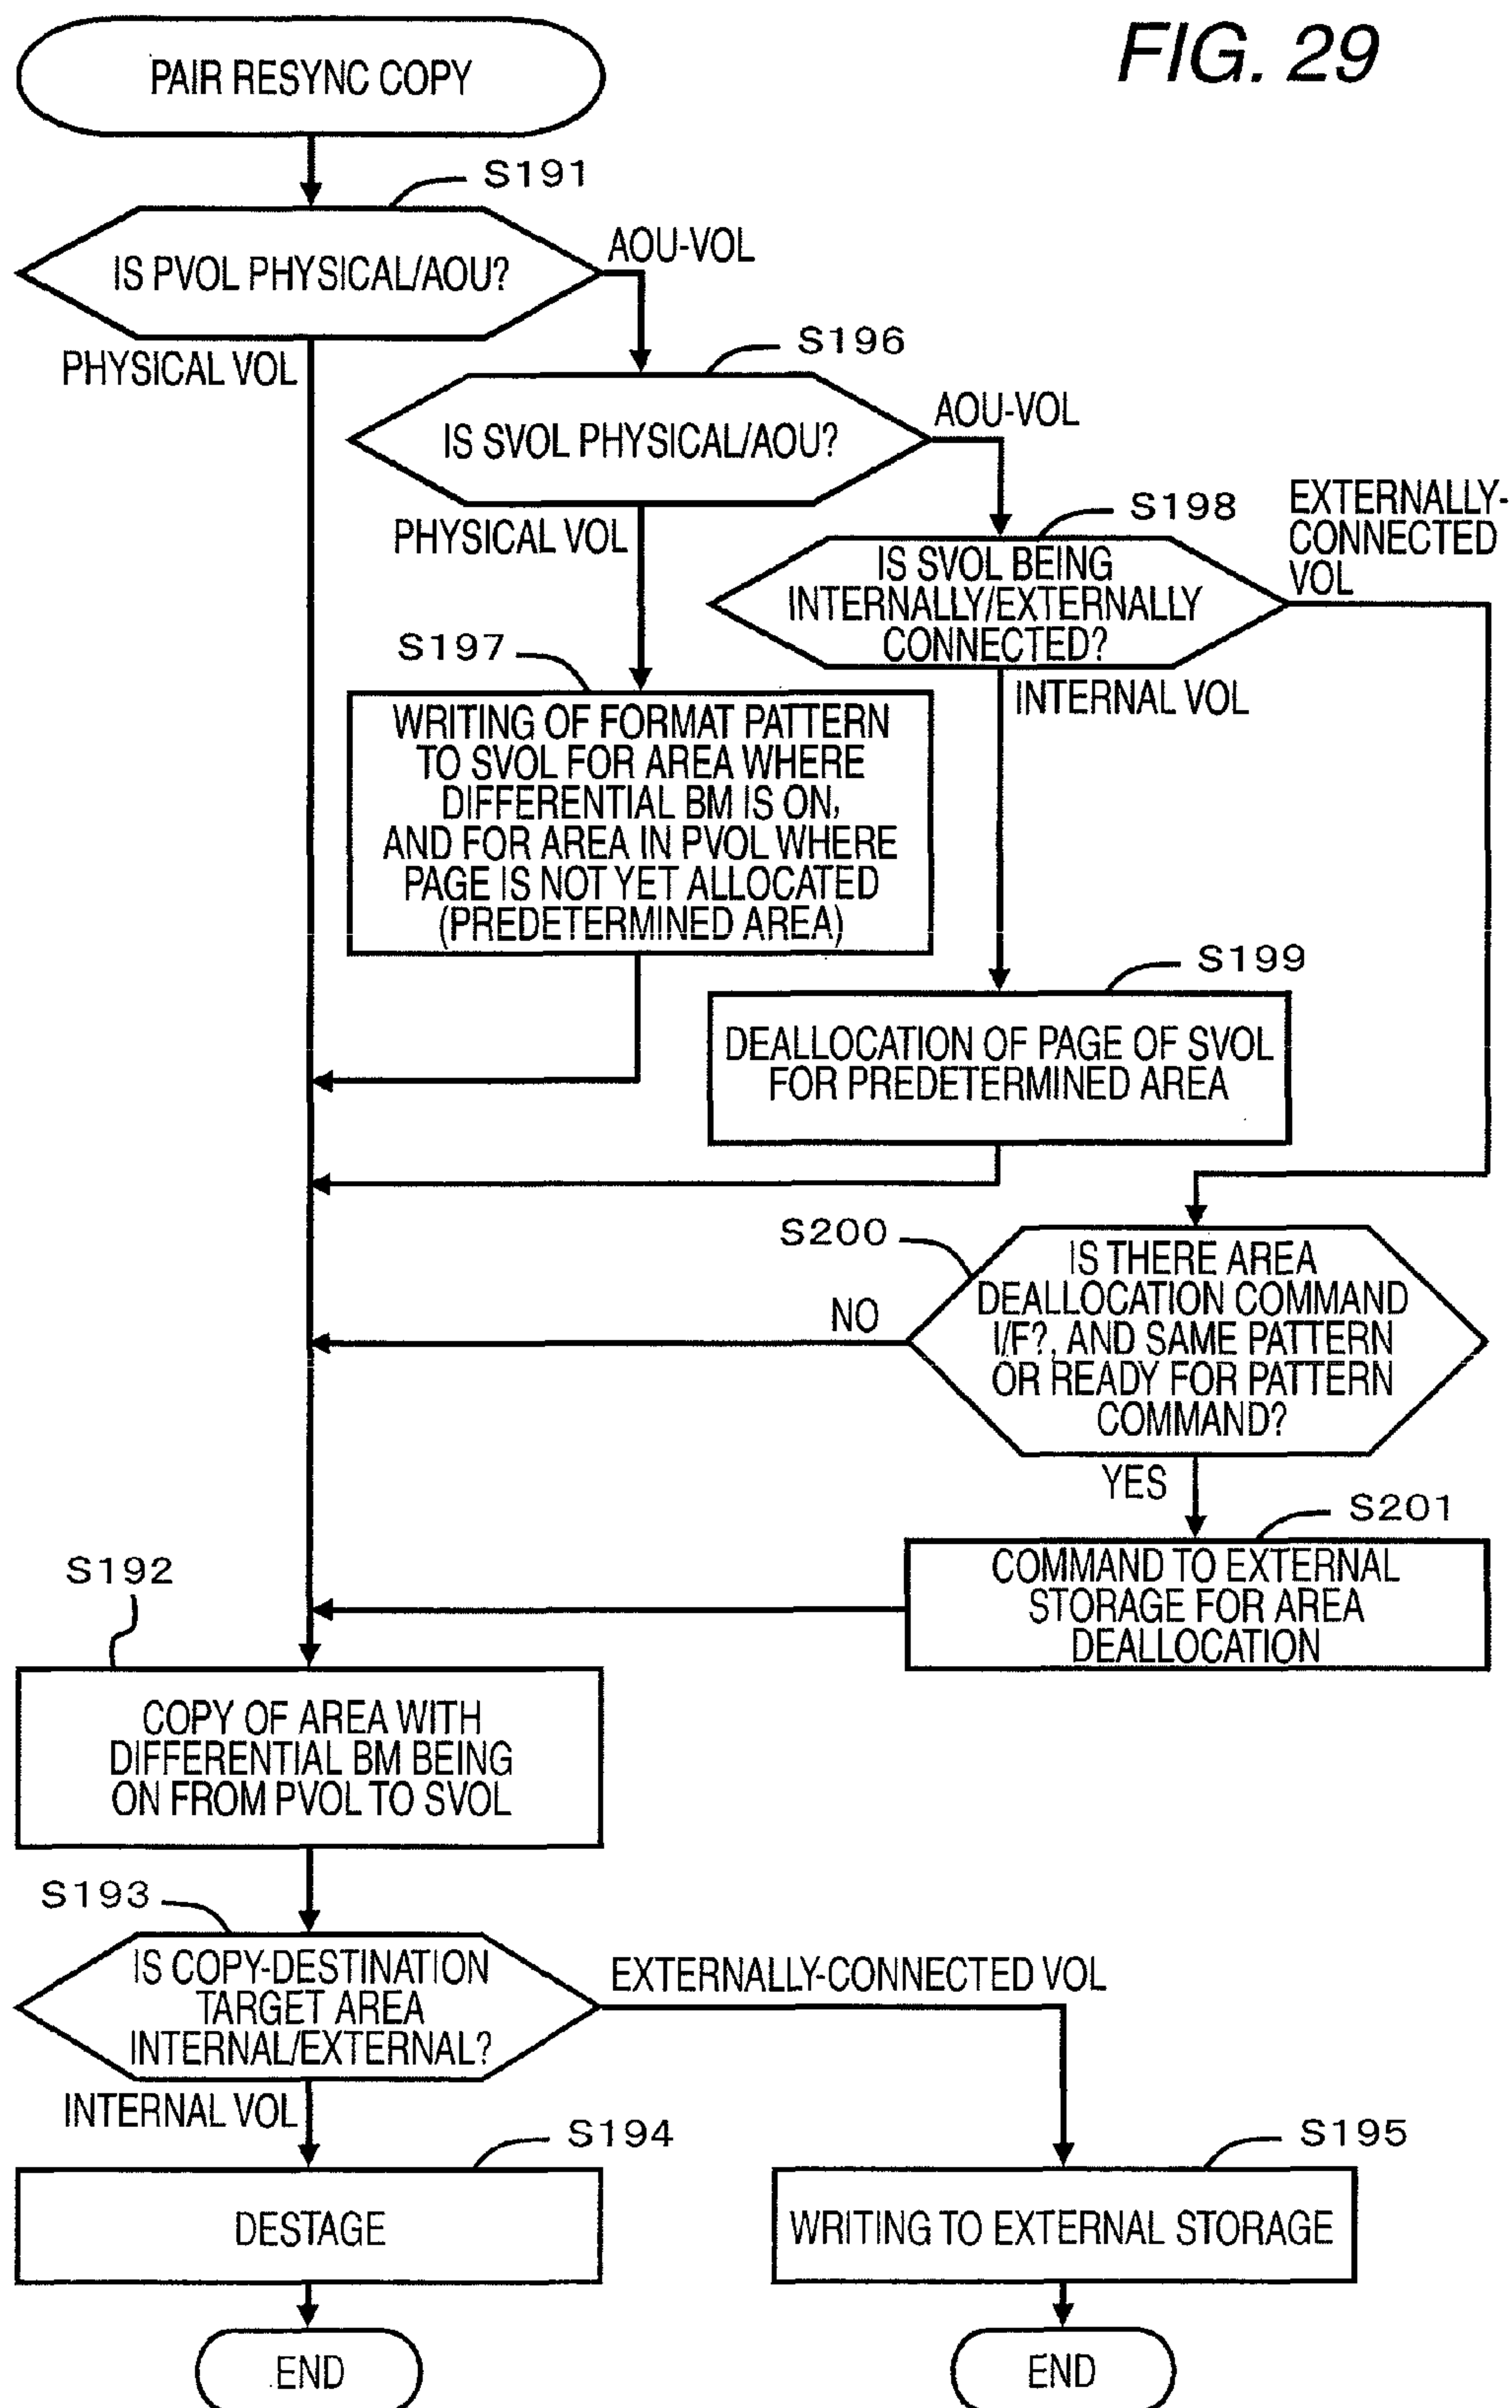 FIG. 29
PAIR RESYNC COPY
S191
IS PVOL PHYSICAL/AOU?
AOU-VOL
PHYSICAL VOL
S196
IS SVOL PHYSICAL/AOU?
AOU-VOL
PHYSICAL VOL
S198
EXTERNALLY-
CONNECTED
VOL
IS SVOL BEING
INTERNALLY/EXTERNALLY
CONNECTED?
INTERNAL VOL
S197
WRITING OF FORMAT PATTERN
TO SVOL FOR AREA WHERE
DIFFERENTIAL BM IS ON,
AND FOR AREA IN PVOL WHERE
PAGE IS NOT YET ALLOCATED
(PREDETERMINED AREA)
S199
DEALLOCATION OF PAGE OF SVOL
FOR PREDETERMINED AREA
S200
IS THERE AREA
DEALLOCATION COMMAND
I/F?, AND SAME PATTERN
OR READY FOR PATTERN
COMMAND?
NO
YES
S201
COMMAND TO EXTERNAL
STORAGE FOR AREA
DEALLOCATION
S192
COPY OF AREA WITH
DIFFERENTIAL BM BEING
ON FROM PVOL TO SVOL
S193
IS COPY-DESTINATION
TARGET AREA
INTERNAL/EXTERNAL?
EXTERNALLY-CONNECTED VOL
INTERNAL VOL
S194
DESTAGE
S195
WRITING TO EXTERNAL STORAGE
END
END